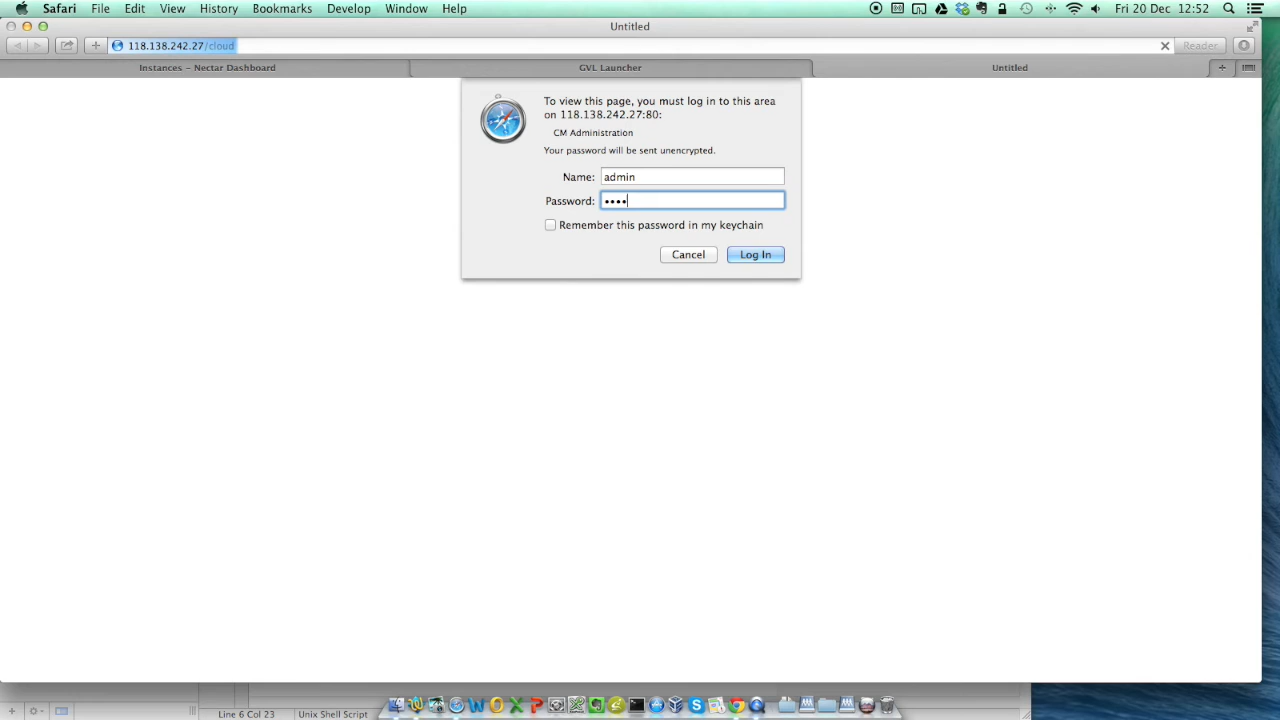 Safari File Edit View History Bookmarks Develop Window Help Fri 20 Dec 12:52
Untitled
118.138.242.27/cloud Reader
Instances – Nectar Dashboard GVL Launcher Untitled
To view this page, you must log in to this area
on 118.138.242.27:80:
CM Administration
Your password will be sent unencrypted.
Name: admin
Password: ••••
Remember this password in my keychain
Cancel Log In
Line 6 Col 23 Unix Shell Script